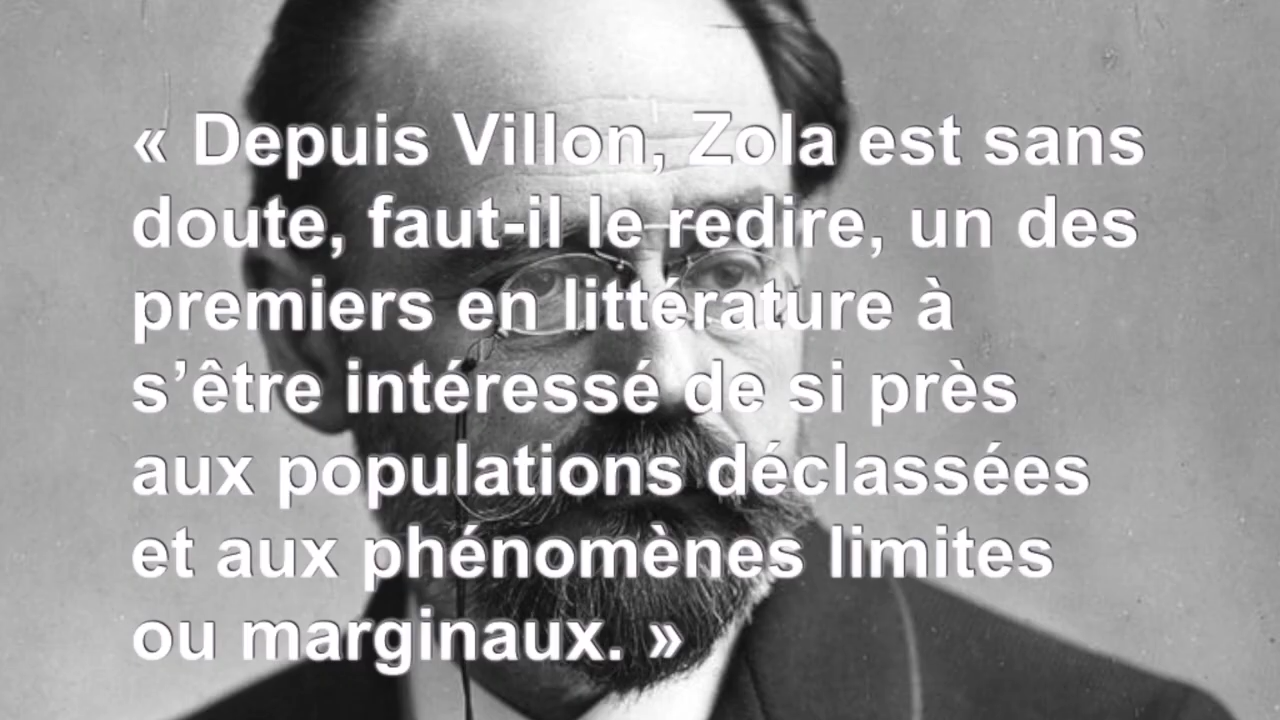 « Depuis Villon, Zola est sans
doute, faut-il le redire, un des
premiers en littérature à
s’être intéressé de si près
aux populations déclassées
et aux phénomènes limites
ou marginaux. »